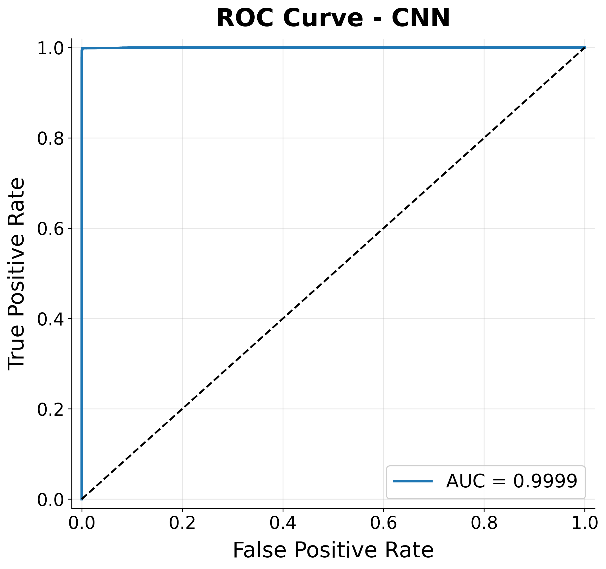 ROC Curve - CNN
1.0
0.8
0.6
0.4
0.2
0.0
True Positive Rate
AUC = 0.9999
0.0 0.2 0.4 0.6 0.8 1.0
False Positive Rate